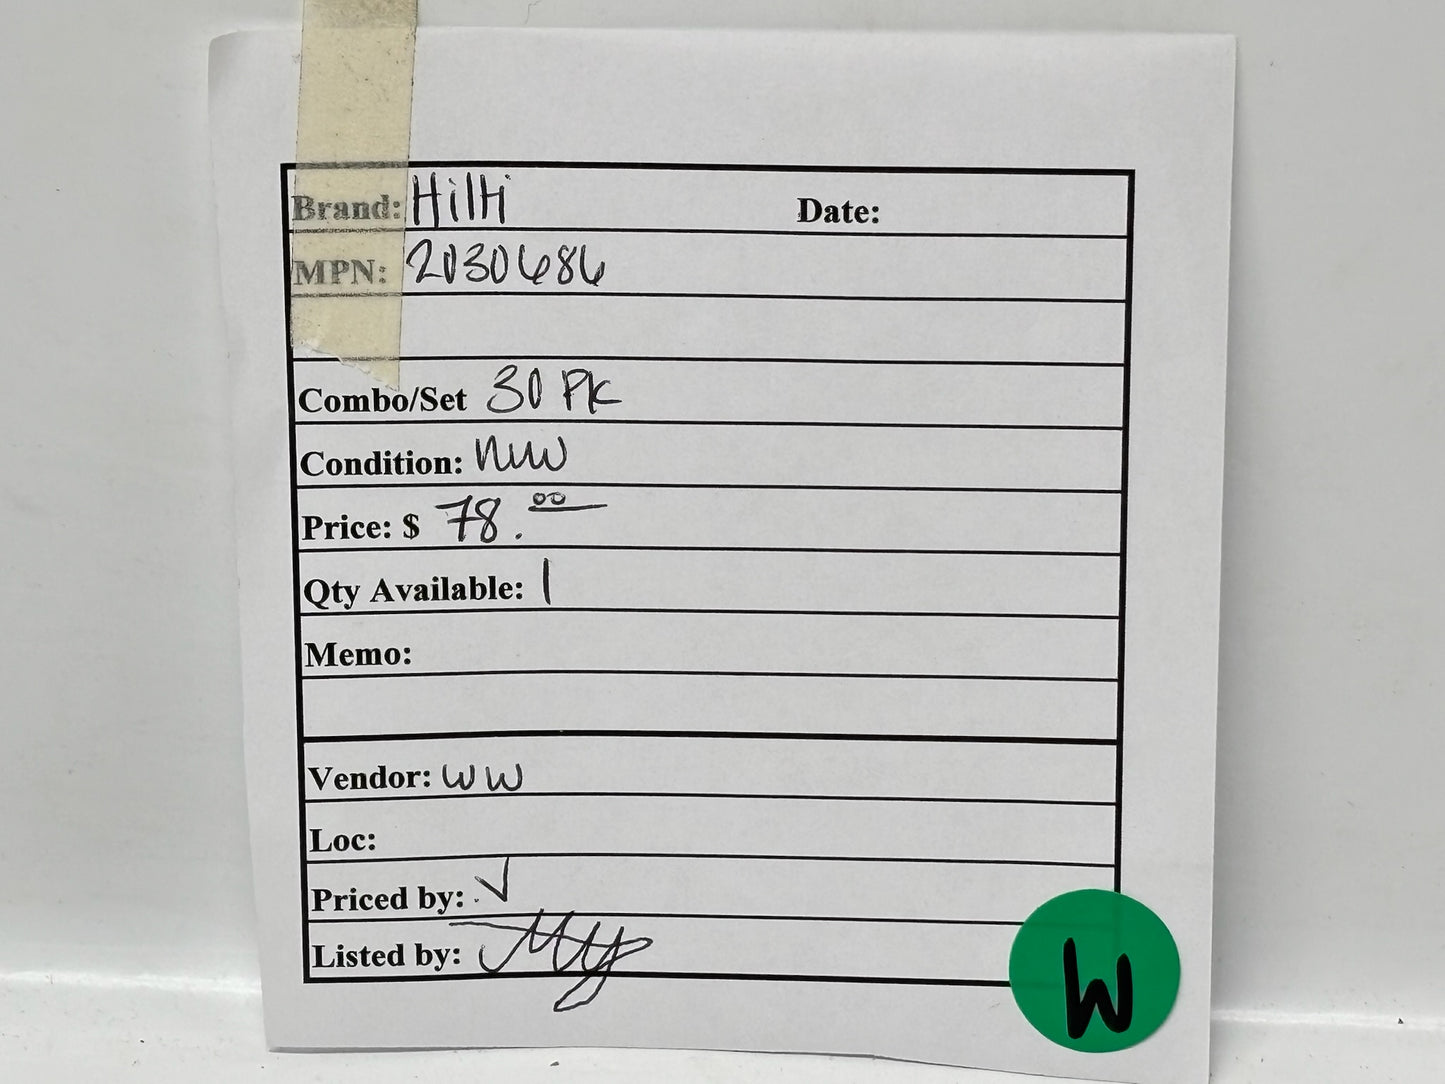 Brand: Hilti Date:
MPN: 2030686
Combo/Set 30 PK
Condition: new
Price: $ 78.00
Qty Available: 1
Memo:
Vendor: WW
Loc:
Priced by: ✓
Listed by:
W